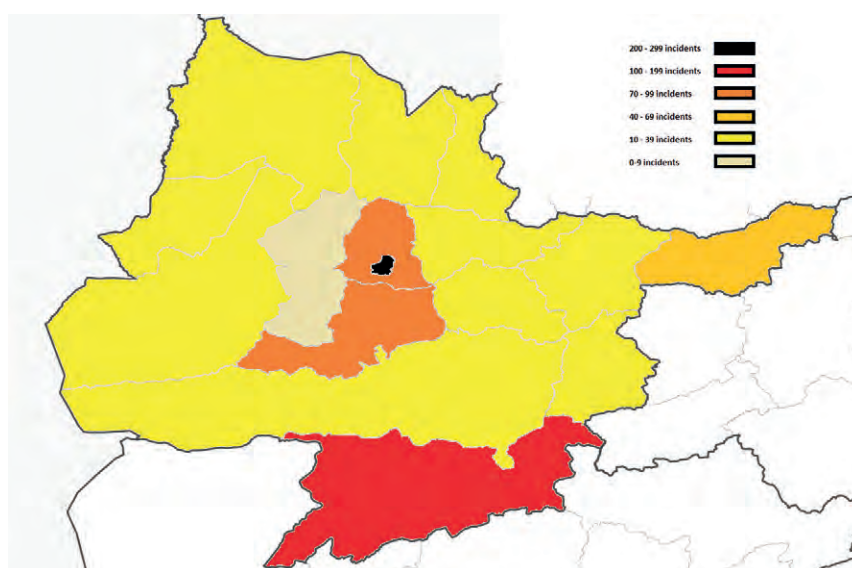 200 - 299 incidents
100 - 199 incidents
70 - 99 incidents
40 - 69 incidents
10 - 39 incidents
0-9 incidents